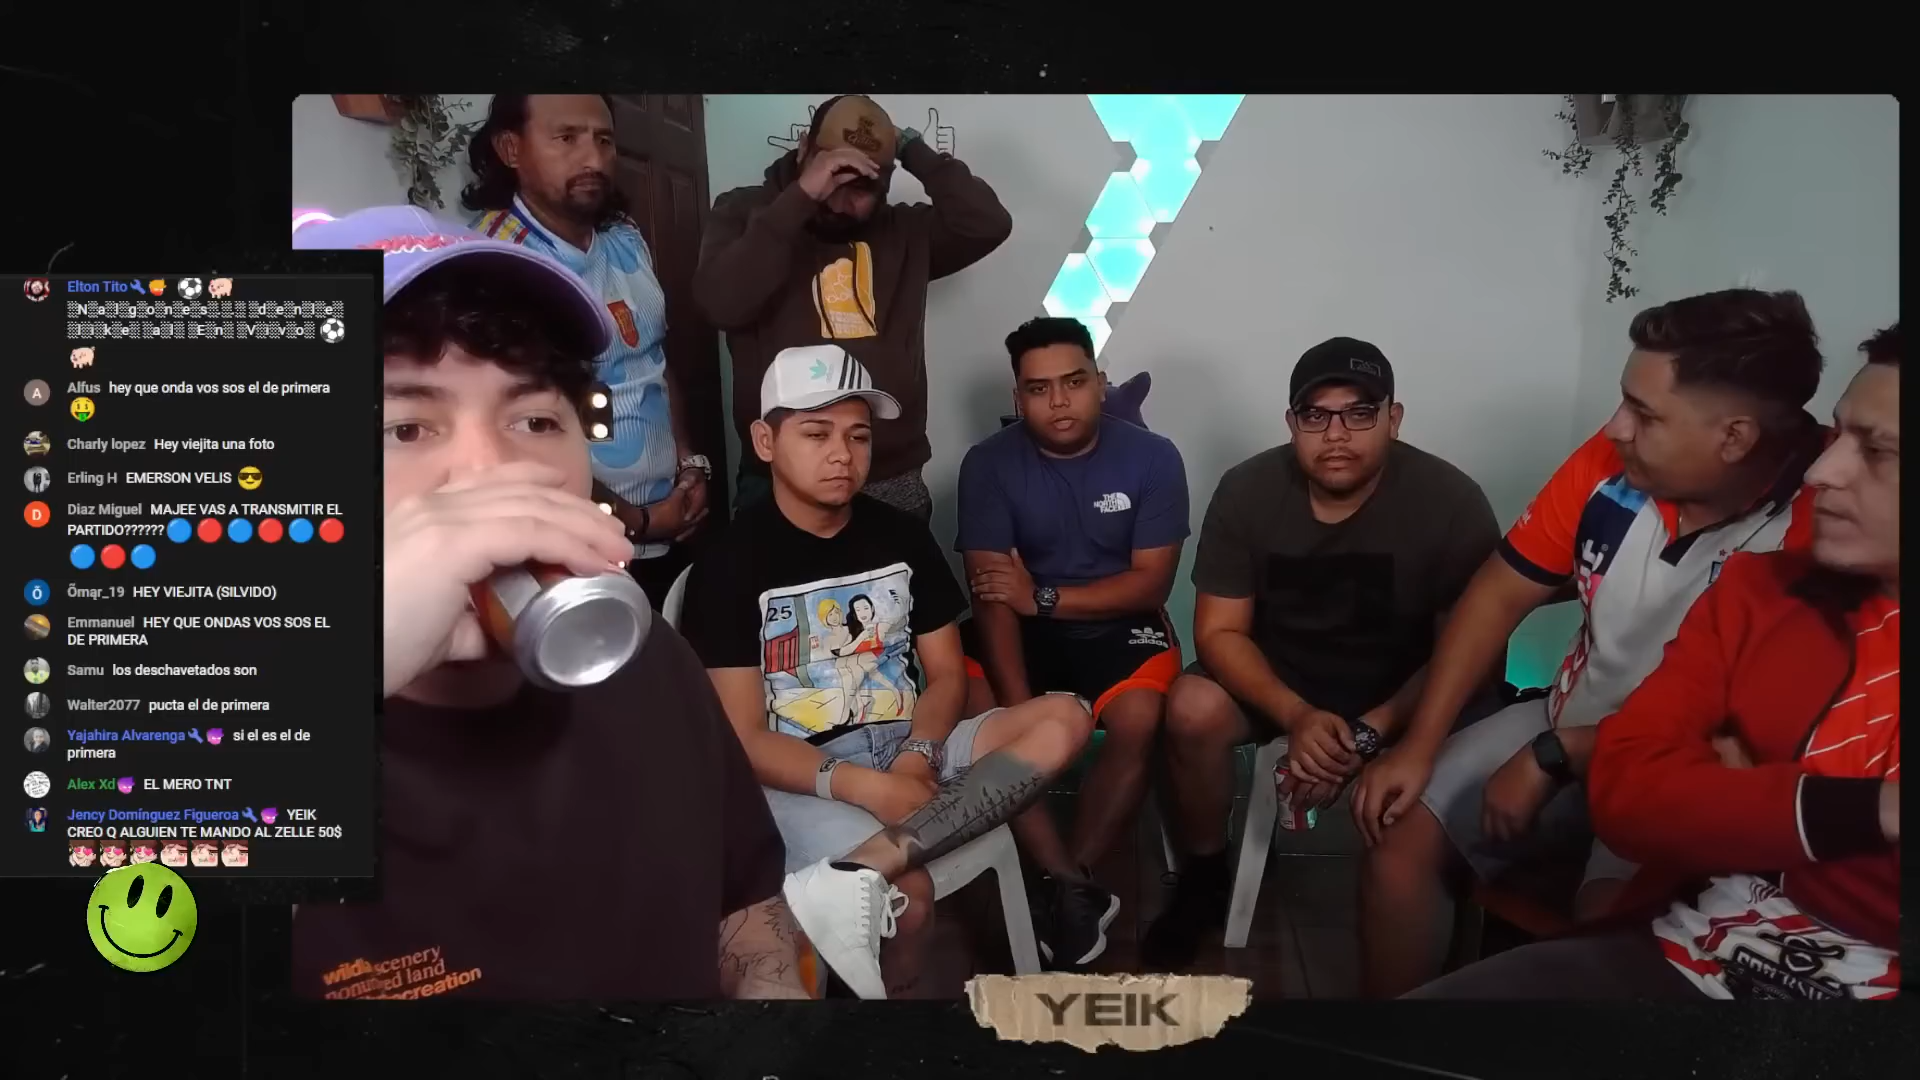 Elton Tito
N a l g o n e s . . d e n l e
l i k e a l E n V i v o
Alfus hey que onda vos sos el de primera
Charly lopez Hey viejita una foto
Erling H EMERSON VELIS
Diaz Miguel MAJEE VAS A TRANSMITIR EL
PARTIDO??????
Õmąr_19 HEY VIEJITA (SILVIDO)
Emmanuel HEY QUE ONDAS VOS SOS EL
DE PRIMERA
Samu los deschavetados son
Walter2077 pucta el de primera
Yajahira Alvarenga si el es el de
primera
Alex Xd EL MERO TNT
Jency Domínguez Figueroa YEIK
CREO Q ALGUIEN TE MANDO AL ZELLE 50$
A
D
Õ
25
THE
NORTH
FACE
adidas
scenery
land
YEIK